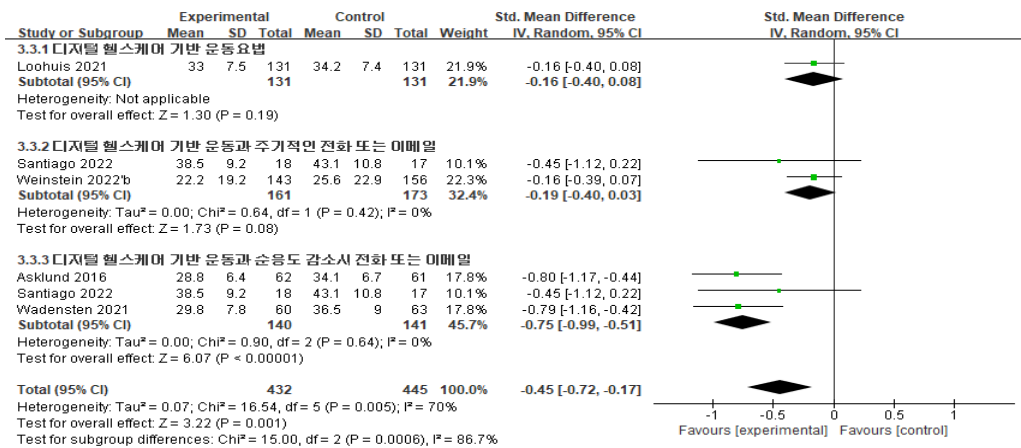 Experimental Control Std. Mean Difference Std. Mean Difference
Study or Subgroup Mean SD Total Mean SD Total Weight IV, Random, 95% CI IV, Random, 95% CI
3.3.1 디지털 헬스케어 기반 운동요법
Loohuis 2021 33 7.5 131 34.2 7.4 131 21.9% -0.16 [-0.40, 0.08]
Subtotal (95% CI) 131 131 21.9% -0.16 [-0.40, 0.08]
Heterogeneity: Not applicable
Test for overall effect: Z = 1.30 (P = 0.19)
3.3.2 디지털 헬스케어 기반 운동과 주기적인 전화 또는 이메일
Santiago 2022 38.5 9.2 18 43.1 10.8 17 10.1% -0.45 [-1.12, 0.22]
Weinstein 2022'b 22.2 19.2 143 25.6 22.9 156 22.3% -0.16 [-0.39, 0.07]
Subtotal (95% CI) 161 173 32.4% -0.19 [-0.40, 0.03]
Heterogeneity: Tau² = 0.00; Chi² = 0.64, df = 1 (P = 0.42); I² = 0%
Test for overall effect: Z = 1.73 (P = 0.08)
3.3.3 디지털 헬스케어 기반 운동과 순응도 감소시 전화 또는 이메일
Asklund 2016 28.8 6.4 62 34.1 6.7 61 17.8% -0.80 [-1.17, -0.44]
Santiago 2022 38.5 9.2 18 43.1 10.8 17 10.1% -0.45 [-1.12, 0.22]
Wadensten 2021 29.8 7.8 60 36.5 9 63 17.8% -0.79 [-1.16, -0.42]
Subtotal (95% CI) 140 141 45.7% -0.75 [-0.99, -0.51]
Heterogeneity: Tau² = 0.00; Chi² = 0.90, df = 2 (P = 0.64); I² = 0%
Test for overall effect: Z = 6.07 (P < 0.00001)
Total (95% CI) 432 445 100.0% -0.45 [-0.72, -0.17]
Heterogeneity: Tau² = 0.07; Chi² = 16.54, df = 5 (P = 0.005); I² = 70%
Test for overall effect: Z = 3.22 (P = 0.001)
Test for subgroup differences: Chi² = 15.00, df = 2 (P = 0.0006), I² = 86.7%
-1 -0.5 0 0.5 1
Favours [experimental] Favours [control]